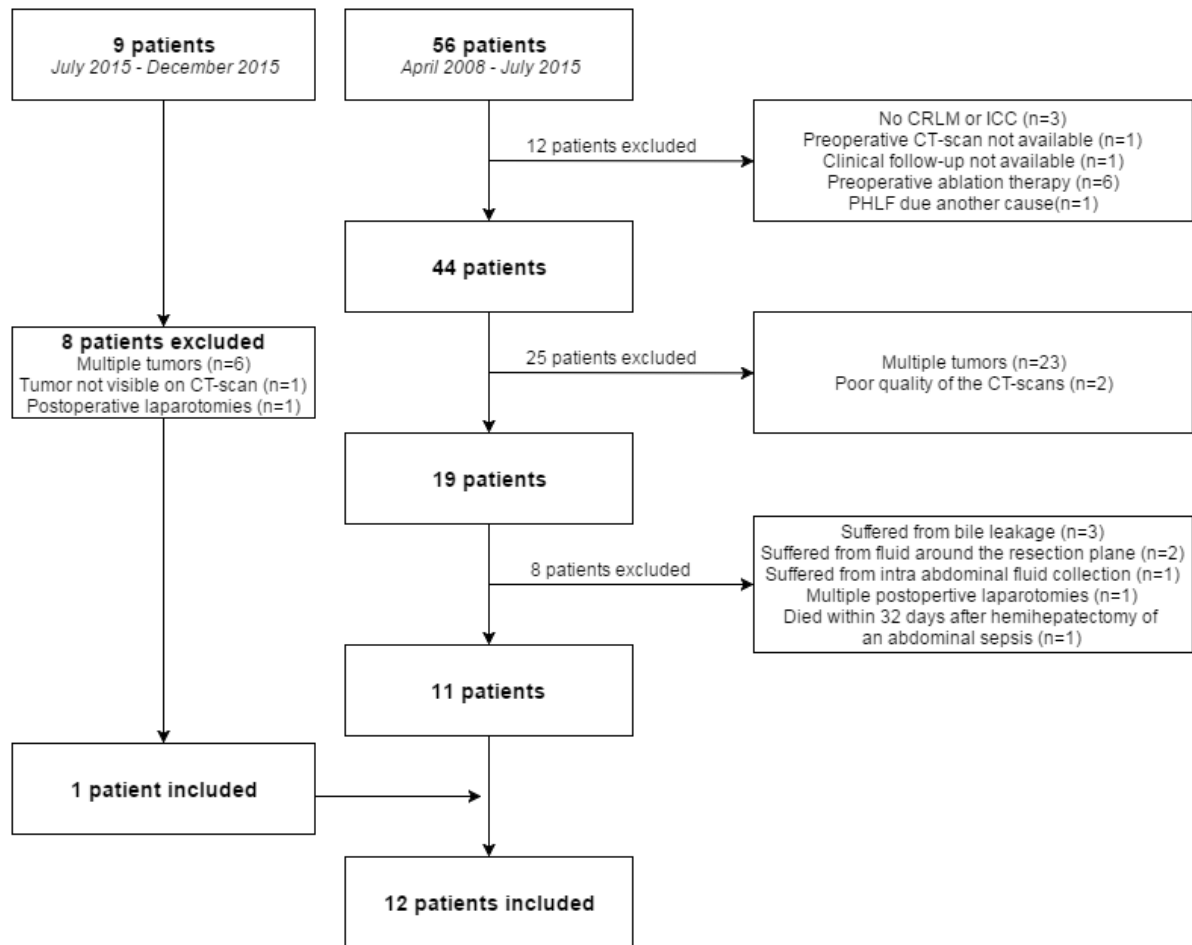 9 patients
July 2015 - December 2015
56 patients
April 2008 - July 2015
12 patients excluded
No CRLM or ICC (n=3)
Preoperative CT-scan not available (n=1)
Clinical follow-up not available (n=1)
Preoperative ablation therapy (n=6)
PHLF due another cause(n=1)
44 patients
8 patients excluded
Multiple tumors (n=6)
Tumor not visible on CT-scan (n=1)
Postoperative laparotomies (n=1)
25 patients excluded
Multiple tumors (n=23)
Poor quality of the CT-scans (n=2)
19 patients
8 patients excluded
Suffered from bile leakage (n=3)
Suffered from fluid around the resection plane (n=2)
Suffered from intra abdominal fluid collection (n=1)
Multiple postopertive laparotomies (n=1)
Died within 32 days after hemihepatectomy of
an abdominal sepsis (n=1)
11 patients
1 patient included
12 patients included